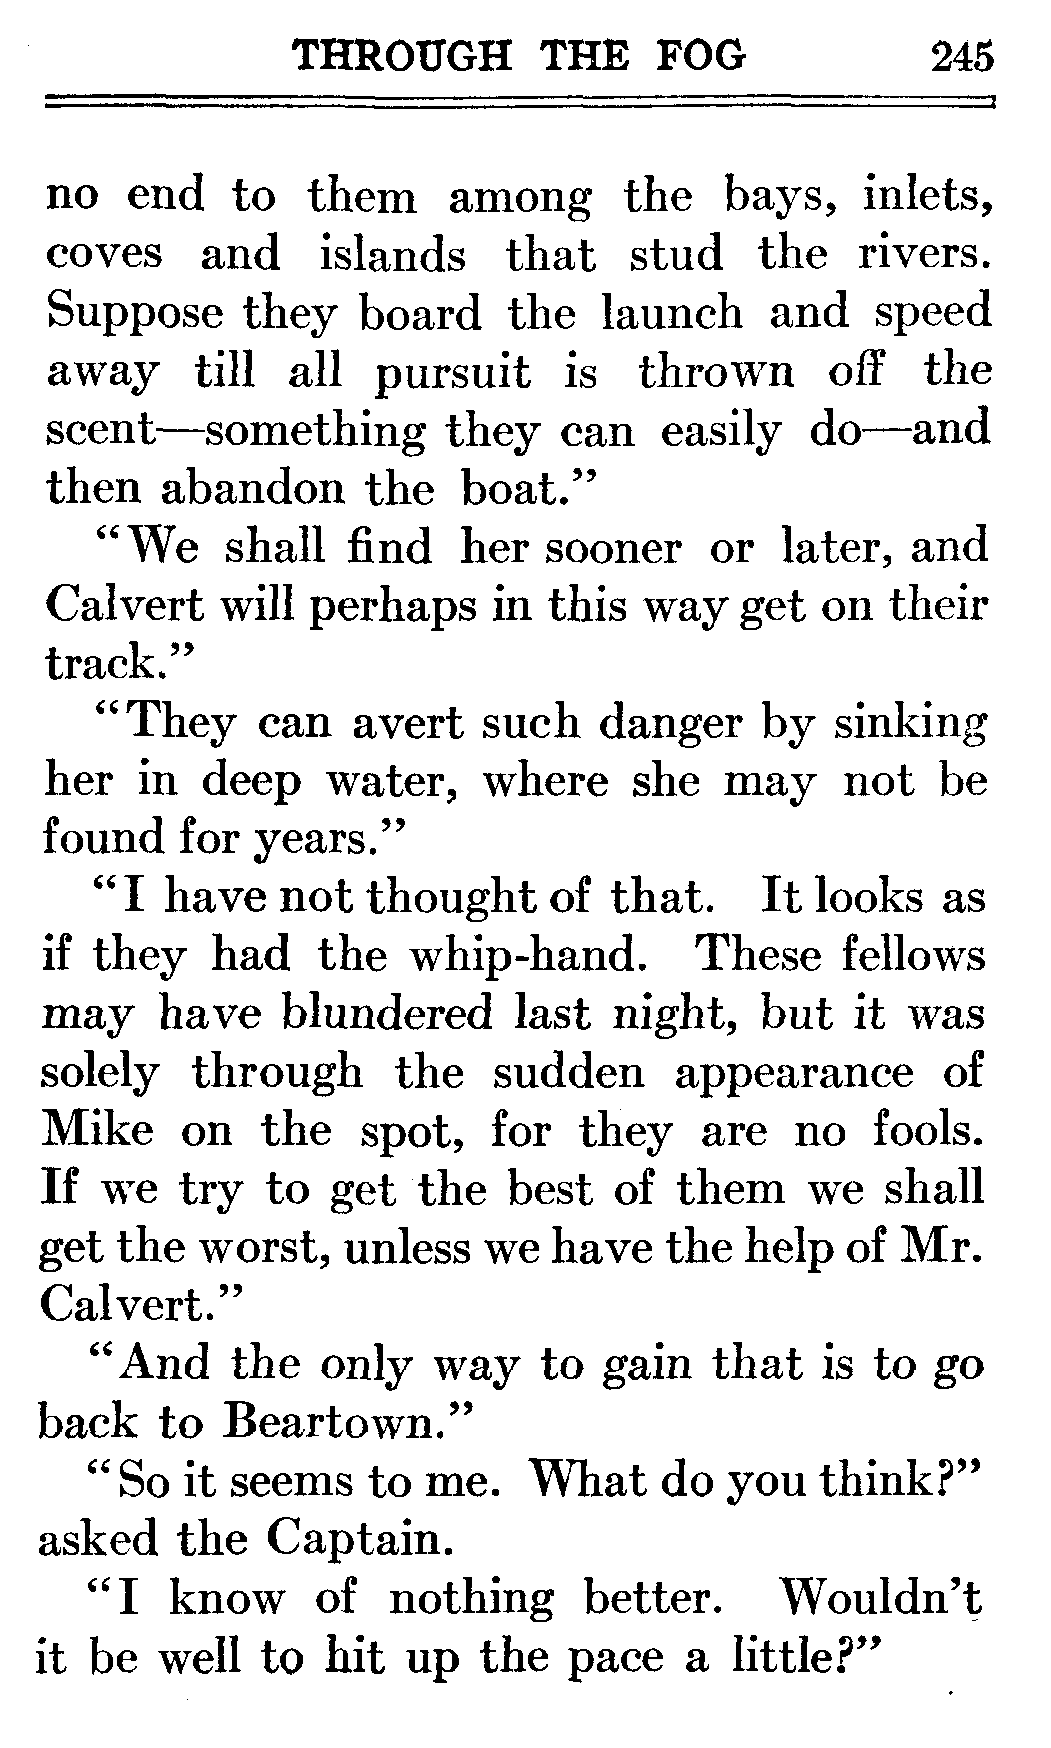 THROUGH THE FOG 245
no end to them among the bays, inlets,
coves and islands that stud the rivers.
Suppose they board the launch and speed
away till all pursuit is thrown off the
scent—something they can easily do—and
then abandon the boat.”
“We shall find her sooner or later, and
Calvert will perhaps in this way get on their
track.”
“They can avert such danger by sinking
her in deep water, where she may not be
found for years.”
“I have not thought of that. It looks as
if they had the whip-hand. These fellows
may have blundered last night, but it was
solely through the sudden appearance of
Mike on the spot, for they are no fools.
If we try to get the best of them we shall
get the worst, unless we have the help of Mr.
Calvert.”
“And the only way to gain that is to go
back to Beartown.”
“So it seems to me. What do you think?”
asked the Captain.
“I know of nothing better. Wouldn’t
it be well to hit up the pace a little?”